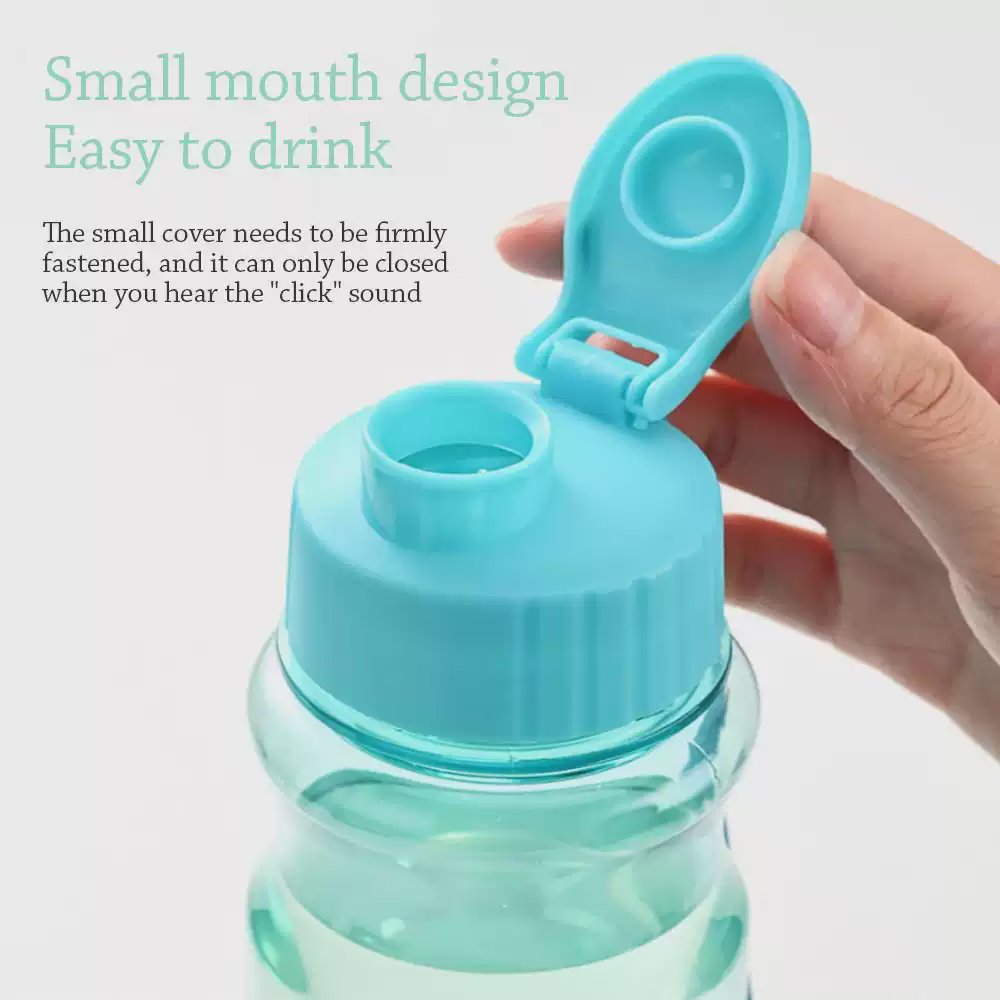 Small mouth design
Easy to drink
The small cover needs to be firmly
fastened, and it can only be closed
when you hear the "click" sound